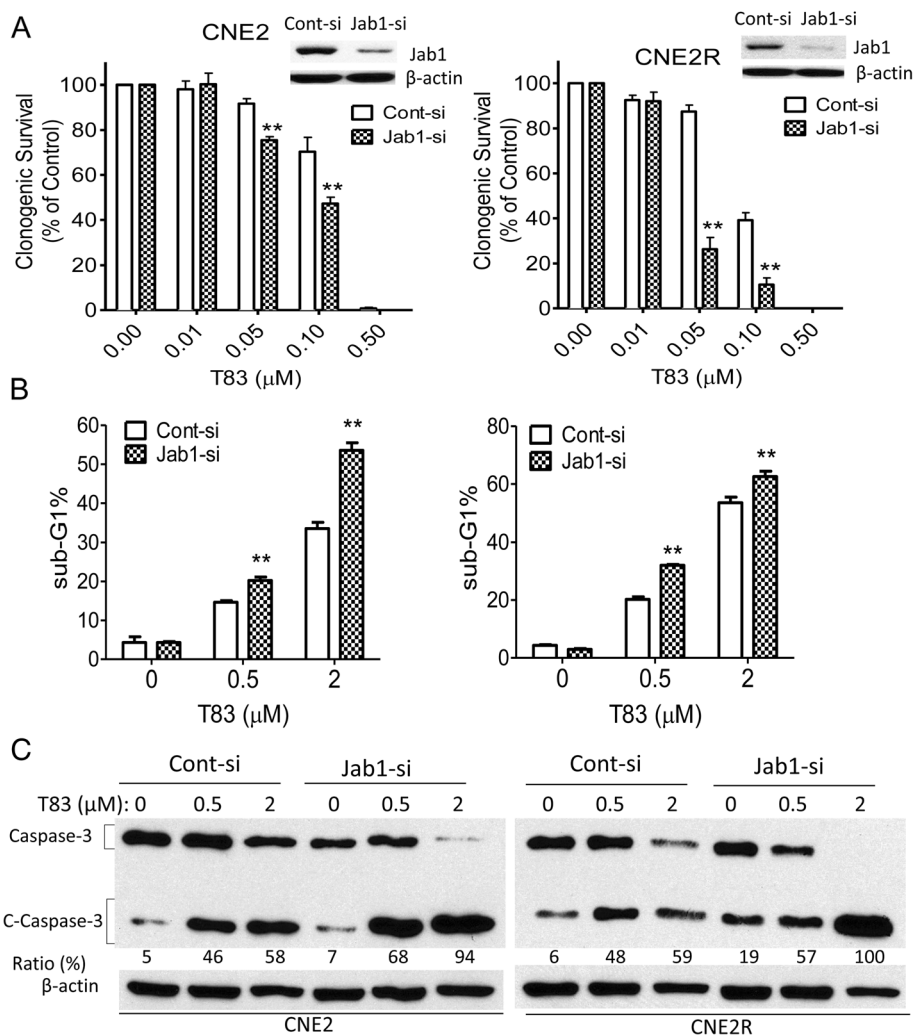 A
CNE2
Cont-si Jab1-si
Jab1
β-actin
Cont-si
Jab1-si
Clonogenic Survival
(% of Control)
100
80
60
40
20
0
**
**
0.00 0.01 0.05 0.10 0.50
T83 (μM)
CNE2R
Cont-si Jab1-si
Jab1
β-actin
Cont-si
Jab1-si
Clonogenic Survival
(% of Control)
100
80
60
40
20
0
**
**
0.00 0.01 0.05 0.10 0.50
T83 (μM)
B
Cont-si
Jab1-si
sub-G1%
60
50
40
30
20
10
0
**
**
0 0.5 2
T83 (μM)
Cont-si
Jab1-si
sub-G1%
80
60
40
20
0
**
**
0 0.5 2
T83 (μM)
C
Cont-si Jab1-si Cont-si Jab1-si
T83 (μM): 0 0.5 2 0 0.5 2 0 0.5 2 0 0.5 2
Caspase-3
C-Caspase-3
Ratio (%) 5 46 58 7 68 94 6 48 59 19 57 100
β-actin
CNE2 CNE2R